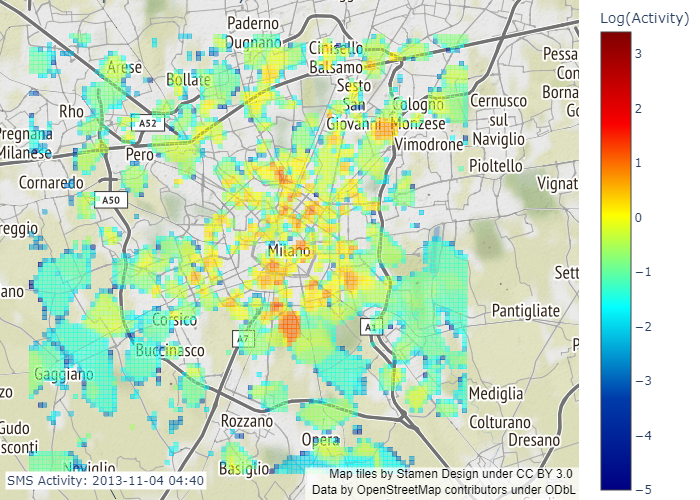 Log(Activity)
Paderno
Dugnano
Cinisello
Balsamo
Arese
Bollate
Sesto
San
Giovanni
Cologno
Monzese
Cernusco
sul
Naviglio
Pessa
Con
Borna
Go
Rho
A52
Pregnana
Milanese
Pero
Vimodrone
Pioltello
Cornaredo
A50
Vignat
reggio
Milano
Sett
ano
Pantigliate
Corsico
A7
A1
Buccinasco
P
Gaggiano
zo
Mediglia
Rozzano
Colturano
Dresano
Gudo
sconti
Opera
Noviglio
Basiglio
SMS Activity: 2013-11-04 04:40
Map tiles by Stamen Design under CC BY 3.0
Data by OpenStreetMap contributors under ODbL
3
2
1
0
−1
−2
−3
−4
−5